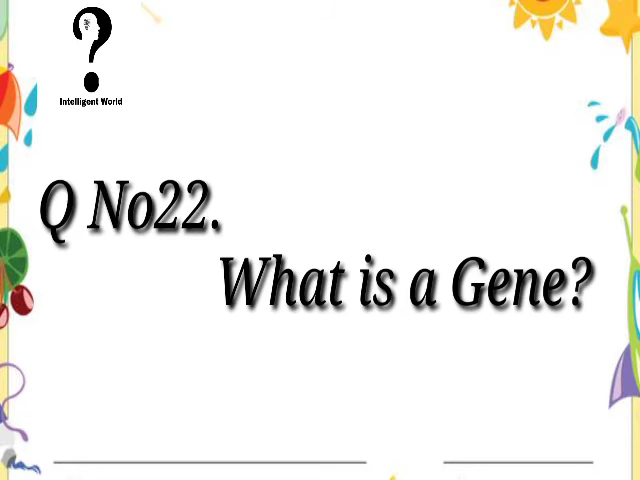 Intelligent World
Q No22.
What is a Gene?